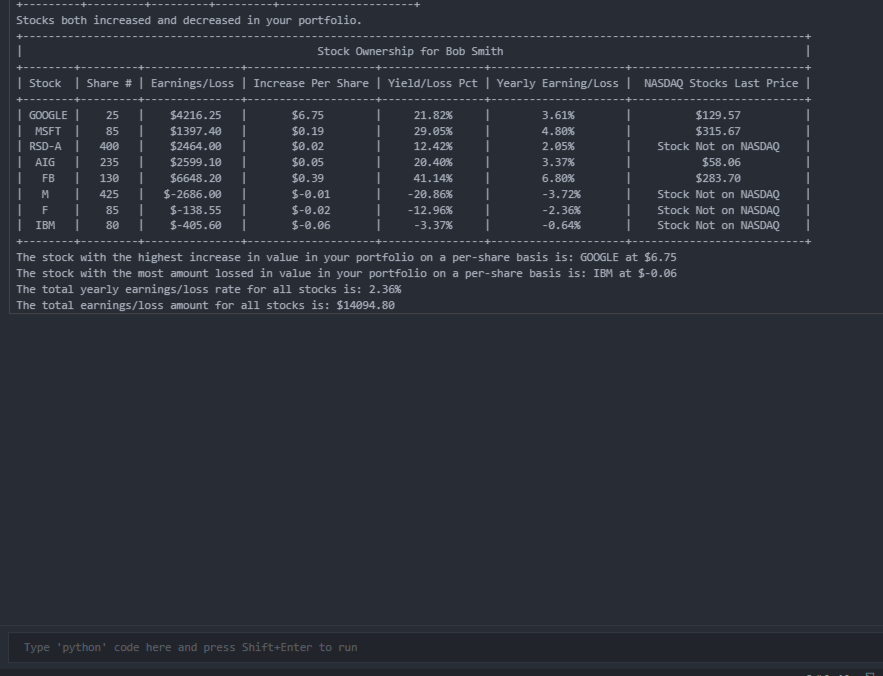 +---------+---------+---------+---------+---------------------+
Stocks both increased and decreased in your portfolio.
+-------------------------------------------------------------------------------------------------------------------------+
| Stock Ownership for Bob Smith |
+--------+---------+---------------+--------------------+----------------+---------------------+---------------------------+
| Stock | Share # | Earnings/Loss | Increase Per Share | Yield/Loss Pct | Yearly Earning/Loss | NASDAQ Stocks Last Price |
+--------+---------+---------------+--------------------+----------------+---------------------+---------------------------+
| GOOGLE | 25 | $4216.25 | $6.75 | 21.82% | 3.61% | $129.57 |
| MSFT | 85 | $1397.40 | $0.19 | 29.05% | 4.80% | $315.67 |
| RSD-A | 400 | $2464.00 | $0.02 | 12.42% | 2.05% | Stock Not on NASDAQ |
| AIG | 235 | $2599.10 | $0.05 | 20.40% | 3.37% | $58.06 |
| FB | 130 | $6648.20 | $0.39 | 41.14% | 6.80% | $283.70 |
| M | 425 | $-2686.00 | $-0.01 | -20.86% | -3.72% | Stock Not on NASDAQ |
| F | 85 | $-138.55 | $-0.02 | -12.96% | -2.36% | Stock Not on NASDAQ |
| IBM | 80 | $-405.60 | $-0.06 | -3.37% | -0.64% | Stock Not on NASDAQ |
+--------+---------+---------------+--------------------+----------------+---------------------+---------------------------+
The stock with the highest increase in value in your portfolio on a per-share basis is: GOOGLE at $6.75
The stock with the most amount lossed in value in your portfolio on a per-share basis is: IBM at $-0.06
The total yearly earnings/loss rate for all stocks is: 2.36%
The total earnings/loss amount for all stocks is: $14094.80
Type 'python' code here and press Shift+Enter to run